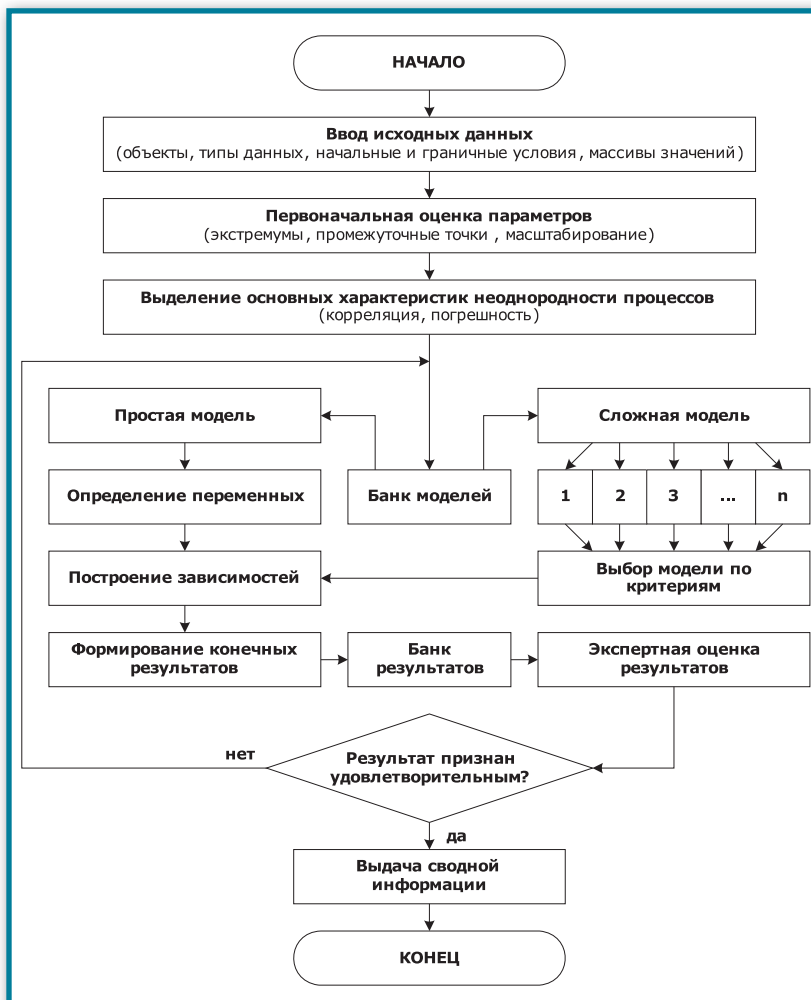 НАЧАЛО
Ввод исходных данных
(объекты, типы данных, начальные и граничные условия, массивы значений)
Первоначальная оценка параметров
(экстремумы, промежуточные точки , масштабирование)
Выделение основных характеристик неоднородности процессов
(корреляция, погрешность)
Простая модель
Сложная модель
Определение переменных
Банк моделей
1
2
3
...
n
Построение зависимостей
Выбор модели по
критериям
Формирование конечных
результатов
Банк
результатов
Экспертная оценка
результатов
нет
Результат признан
удовлетворительным?
да
Выдача сводной
информации
КОНЕЦ